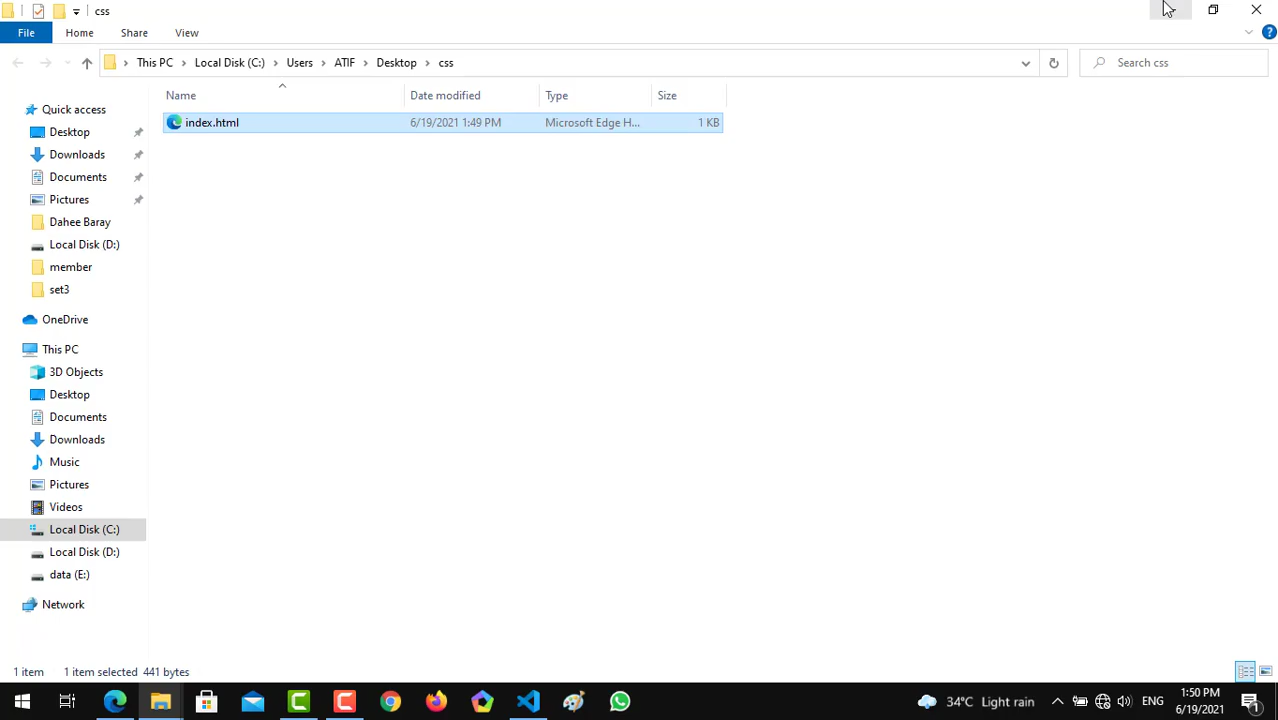 css
File Home Share View
This PC Local Disk (C:) Users ATIF Desktop css Search css
Name Date modified Type Size
index.html 6/19/2021 1:49 PM Microsoft Edge H... 1 KB
Quick access
Desktop
Downloads
Documents
Pictures
Dahee Baray
Local Disk (D:)
member
set3
OneDrive
This PC
3D Objects
Desktop
Documents
Downloads
Music
Pictures
Videos
Local Disk (C:)
Local Disk (D:)
data (E:)
Network
1 item 1 item selected 441 bytes
34°C Light rain ENG 1:50 PM
6/19/2021 1